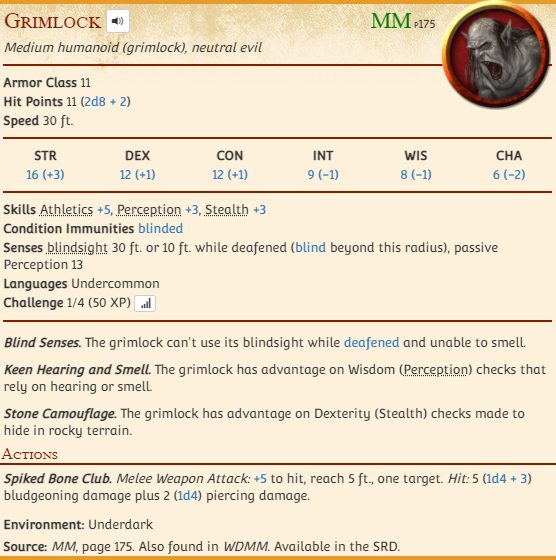 Grimlock
MM P175
Medium humanoid (grimlock), neutral evil
Armor Class 11
Hit Points 11 (2d8 + 2)
Speed 30 ft.
STR DEX CON INT WIS CHA
16 (+3) 12 (+1) 12 (+1) 9 (−1) 8 (−1) 6 (−2)
Skills Athletics +5, Perception +3, Stealth +3
Condition Immunities blinded
Senses blindsight 30 ft. or 10 ft. while deafened (blind beyond this radius), passive
Perception 13
Languages Undercommon
Challenge 1/4 (50 XP)
Blind Senses. The grimlock can't use its blindsight while deafened and unable to smell.
Keen Hearing and Smell. The grimlock has advantage on Wisdom (Perception) checks that
rely on hearing or smell.
Stone Camouflage. The grimlock has advantage on Dexterity (Stealth) checks made to
hide in rocky terrain.
Actions
Spiked Bone Club. Melee Weapon Attack: +5 to hit, reach 5 ft., one target. Hit: 5 (1d4 + 3)
bludgeoning damage plus 2 (1d4) piercing damage.
Environment: Underdark
Source: MM, page 175. Also found in WDMM. Available in the SRD.